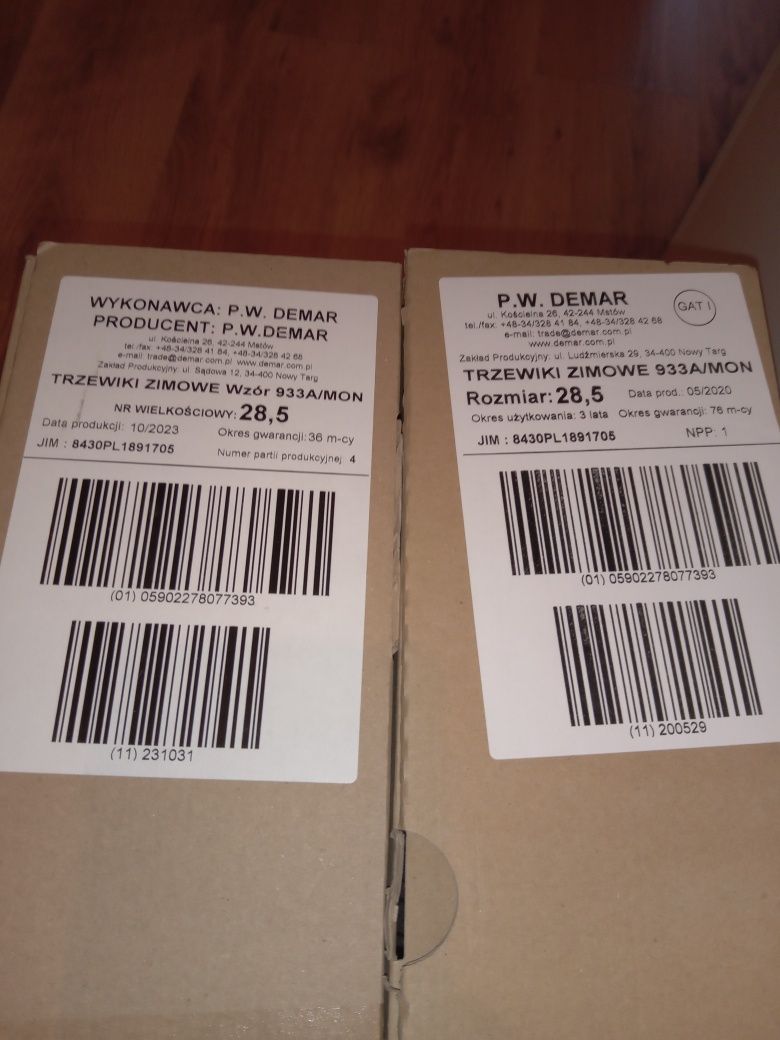 WYKONAWCA: P.W. DEMAR
PRODUCENT: P.W.DEMAR
ul. Kościelna 26, 42-244 Mstów
tel./fax: +48-34/328 41 84, +48-34/328 42 68
e-mail: trade@demar.com.pl www.demar.com.pl
Zakład Produkcyjny: ul. Sądowa 12, 34-400 Nowy Targ
TRZEWIKI ZIMOWE Wzór 933A/MON
NR WIELKOŚCIOWY: 28,5
Data produkcji: 10/2023 Okres gwarancji: 36 m-cy
JIM : 8430PL1891705 Numer partii produkcyjnej 4
(01) 05902278077393
(11) 231031
P.W. DEMAR
GAT I
ul. Kościelna 26, 42-244 Mstów
tel./fax: +48-34/328 41 84, +48-34/328 42 68
e-mail: trade@demar.com.pl
www.demar.com.pl
Zakład Produkcyjny: ul. Ludźmierska 29, 34-400 Nowy Targ
TRZEWIKI ZIMOWE 933A/MON
Rozmiar: 28,5 Data prod.: 05/2020
Okres użytkowania: 3 lata Okres gwarancji: 76 m-cy
JIM : 8430PL1891705 NPP: 1
(01) 05902278077393
(11) 200529